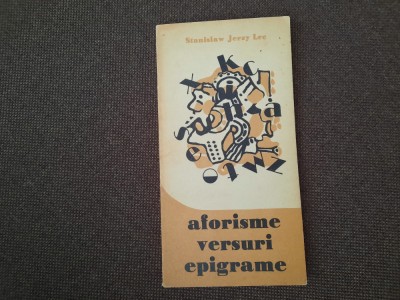 Stanislaw Jerzy Lec
aforisme
versuri
epigrame